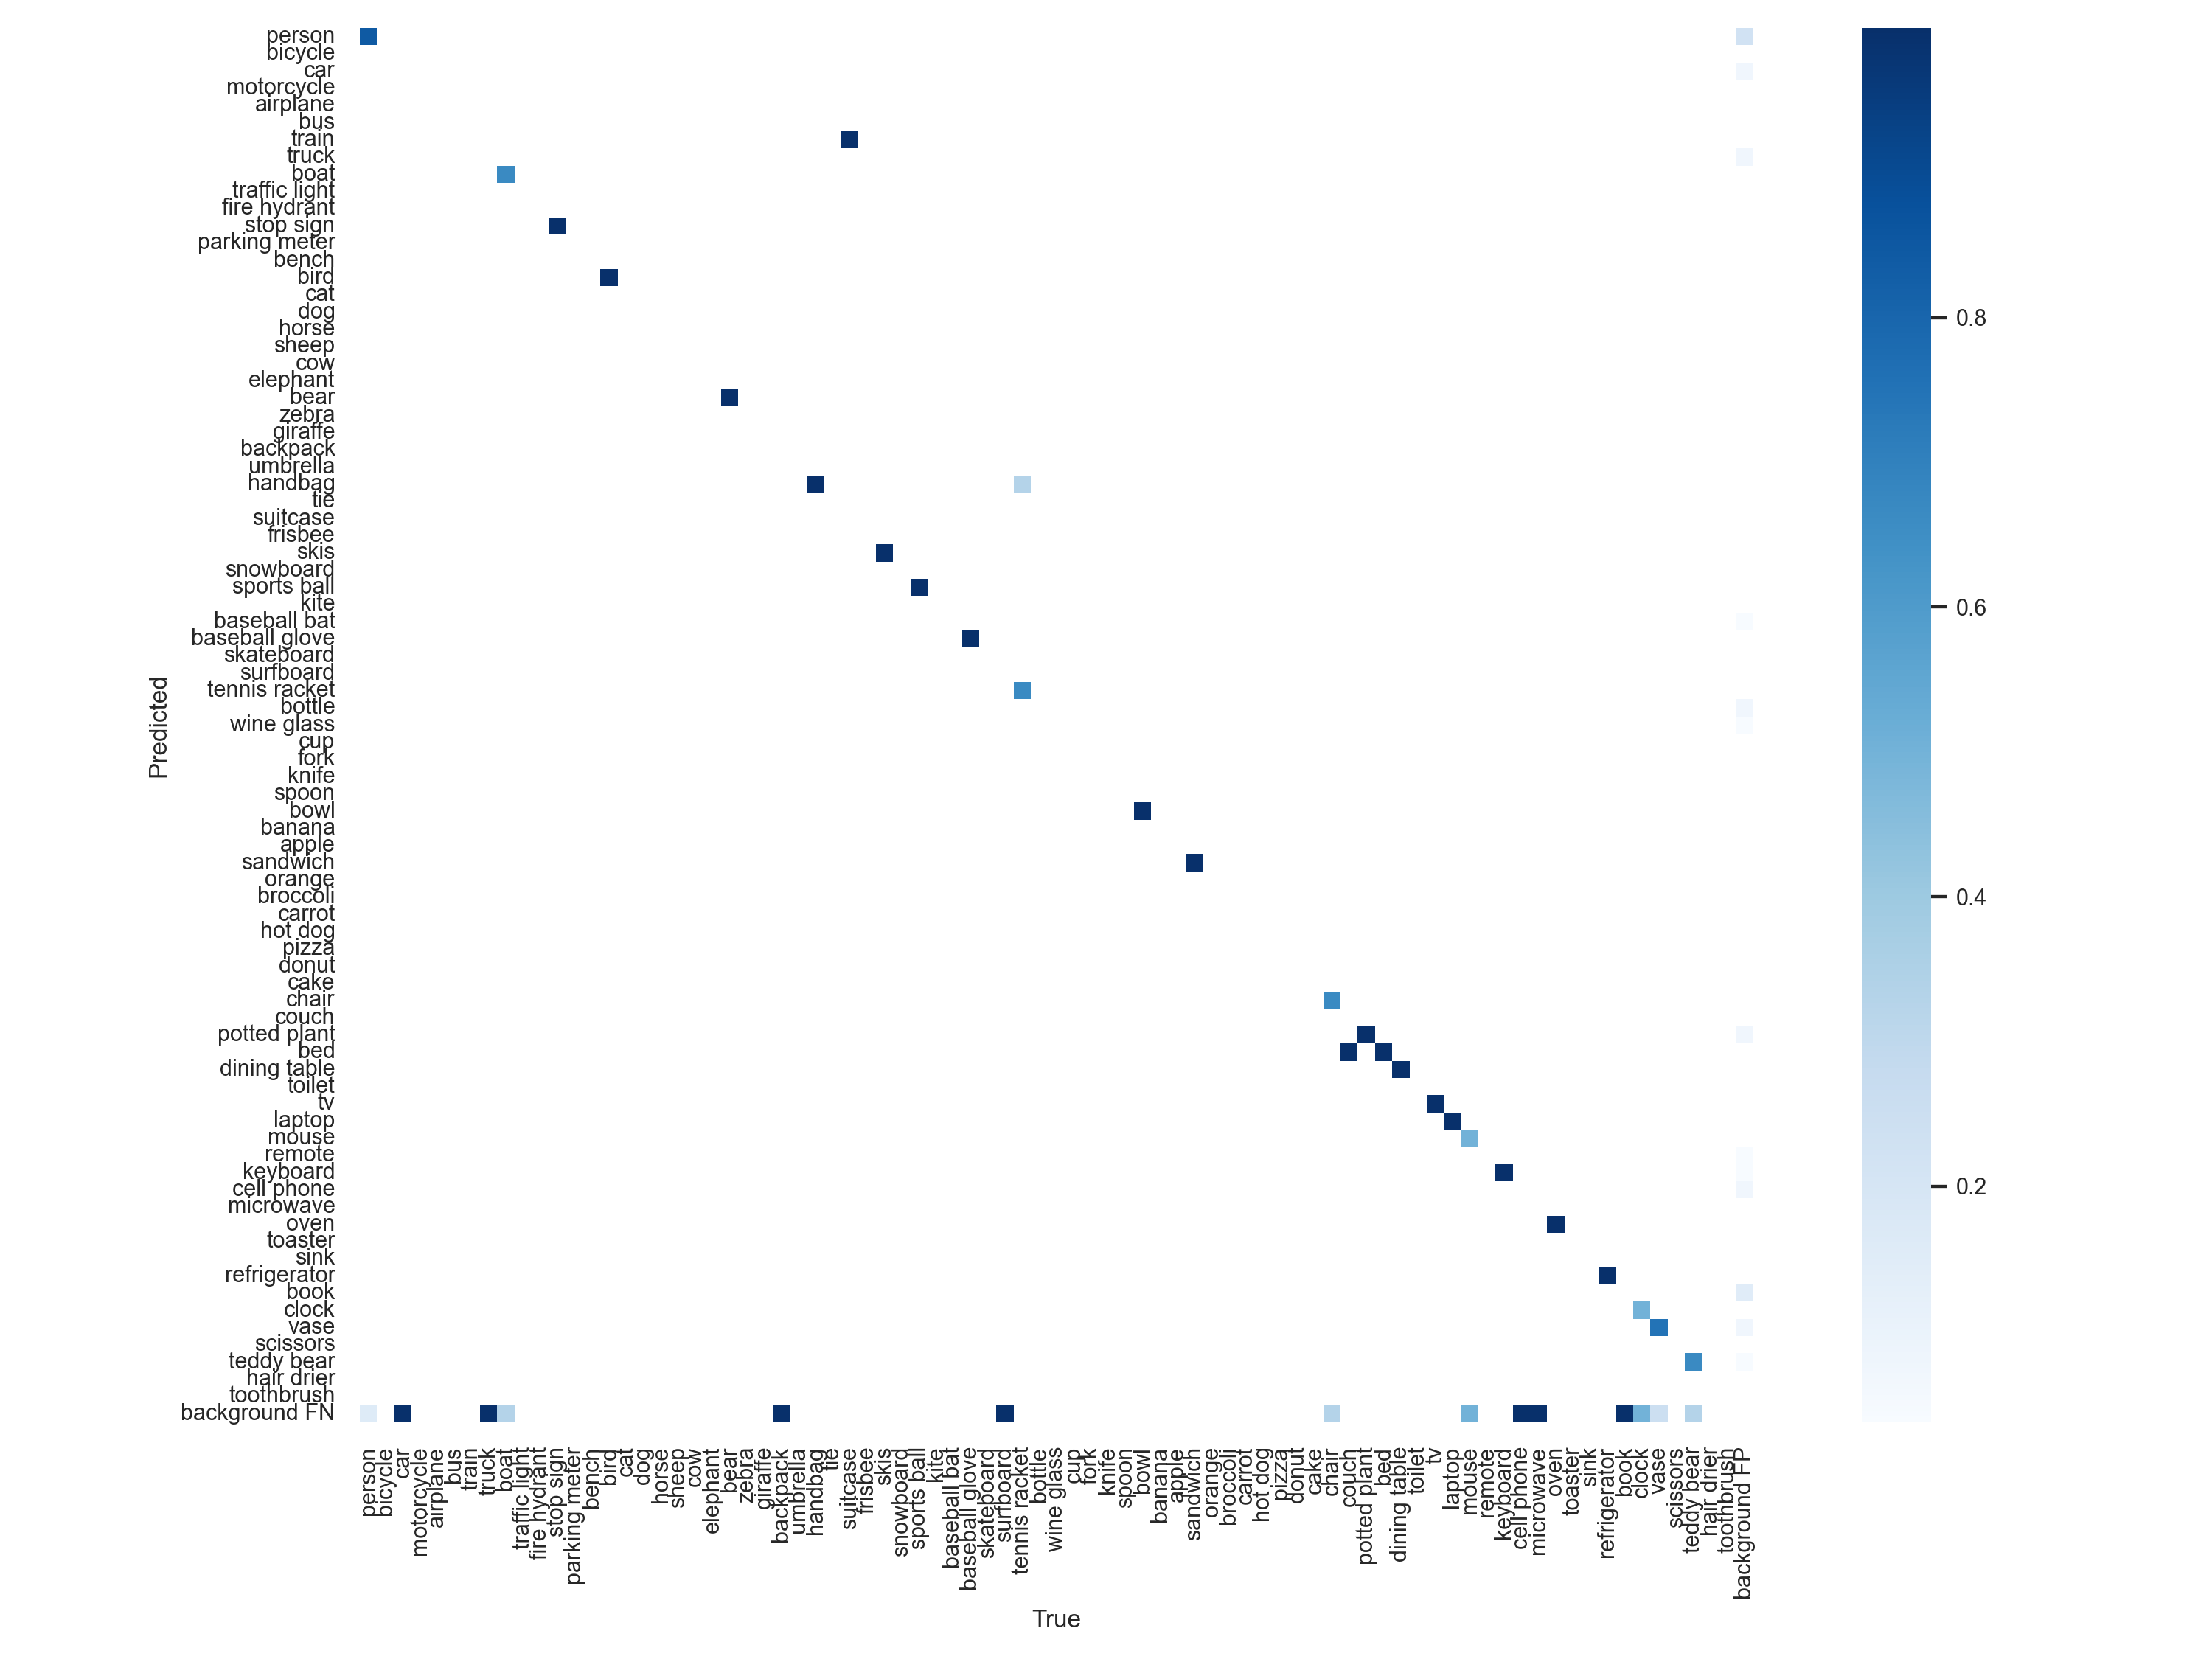 person
bicycle
car
motorcycle
airplane
bus
train
truck
boat
traffic light
fire hydrant
stop sign
parking meter
bench
bird
cat
dog
horse
sheep
cow
elephant
bear
zebra
giraffe
backpack
umbrella
handbag
tie
suitcase
frisbee
skis
snowboard
sports ball
kite
baseball bat
baseball glove
skateboard
surfboard
tennis racket
bottle
wine glass
cup
fork
knife
spoon
bowl
banana
apple
sandwich
orange
broccoli
carrot
hot dog
pizza
donut
cake
chair
couch
potted plant
bed
dining table
toilet
tv
laptop
mouse
remote
keyboard
cell phone
microwave
oven
toaster
sink
refrigerator
book
clock
vase
scissors
teddy bear
hair drier
toothbrush
background FN
Predicted
person
bicycle
car
motorcycle
airplane
bus
train
truck
boat
traffic light
fire hydrant
stop sign
parking meter
bench
bird
cat
dog
horse
sheep
cow
elephant
bear
zebra
giraffe
backpack
umbrella
handbag
tie
suitcase
frisbee
skis
snowboard
sports ball
kite
baseball bat
baseball glove
skateboard
surfboard
tennis racket
bottle
wine glass
cup
fork
knife
spoon
bowl
banana
apple
sandwich
orange
broccoli
carrot
hot dog
pizza
donut
cake
chair
couch
potted plant
bed
dining table
toilet
tv
laptop
mouse
remote
keyboard
cell phone
microwave
oven
toaster
sink
refrigerator
book
clock
vase
scissors
teddy bear
hair drier
toothbrush
background FP
True
0.8
0.6
0.4
0.2